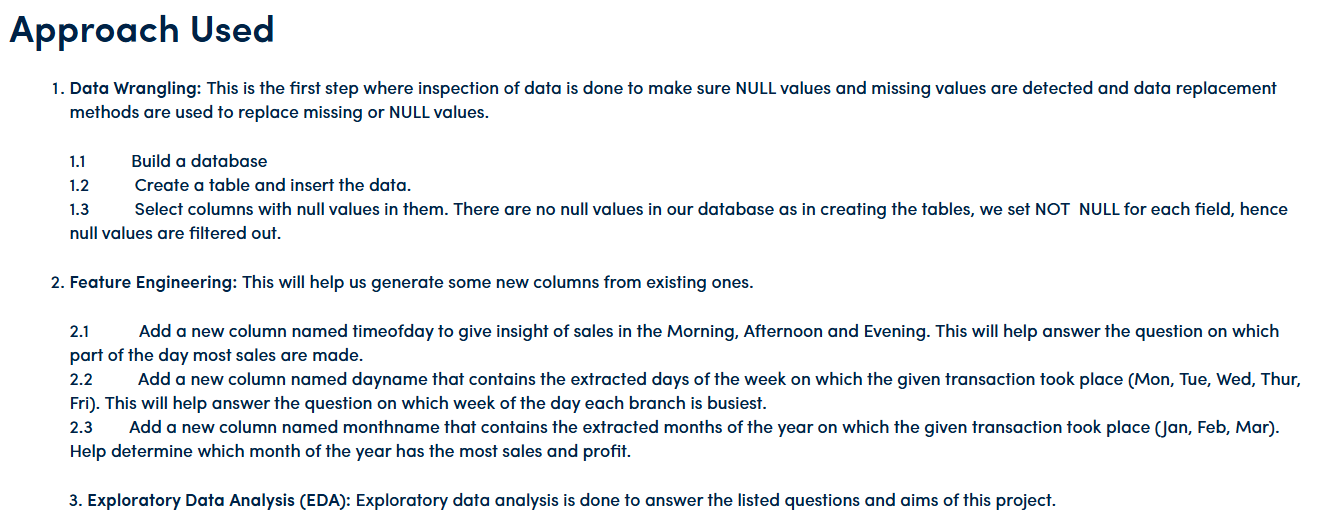 Approach Used
1. Data Wrangling: This is the first step where inspection of data is done to make sure NULL values and missing values are detected and data replacement
methods are used to replace missing or NULL values.
1.1 Build a database
1.2 Create a table and insert the data.
1.3 Select columns with null values in them. There are no null values in our database as in creating the tables, we set NOT NULL for each field, hence
null values are filtered out.
2. Feature Engineering: This will help us generate some new columns from existing ones.
2.1 Add a new column named timeofday to give insight of sales in the Morning, Afternoon and Evening. This will help answer the question on which
part of the day most sales are made.
2.2 Add a new column named dayname that contains the extracted days of the week on which the given transaction took place (Mon, Tue, Wed, Thur,
Fri). This will help answer the question on which week of the day each branch is busiest.
2.3 Add a new column named monthname that contains the extracted months of the year on which the given transaction took place (Jan, Feb, Mar).
Help determine which month of the year has the most sales and profit.
3. Exploratory Data Analysis (EDA): Exploratory data analysis is done to answer the listed questions and aims of this project.